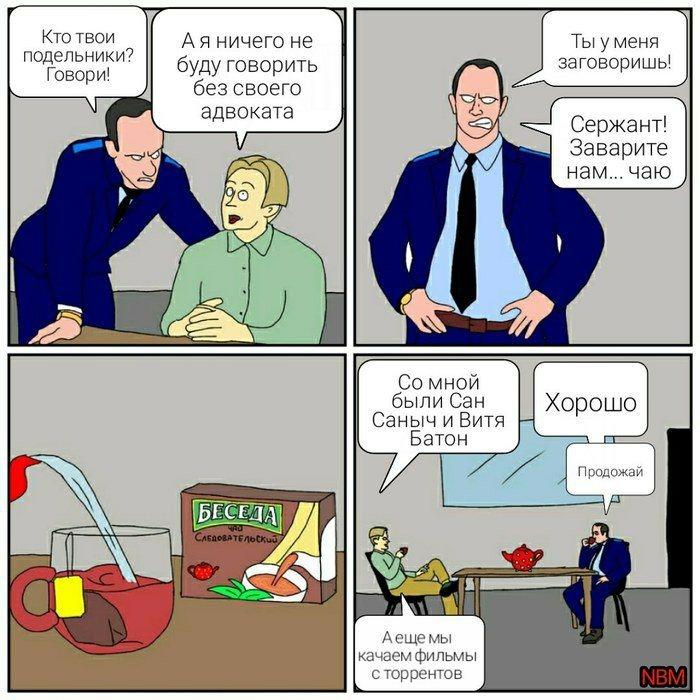 Кто твои
подельники?
Говори!
А я ничего не
буду говорить
без своего
адвоката
Ты у меня
заговоришь!
Сержант!
Заварите
нам... чаю
БЕСЕДА
ЧАЙ
СЛЕДОВАТЕЛЬСКИЙ
Со мной
были Сан
Саныч и Витя
Батон
Хорошо
Продожай
А еще мы
качаем фильмы
с торрентов
NBM